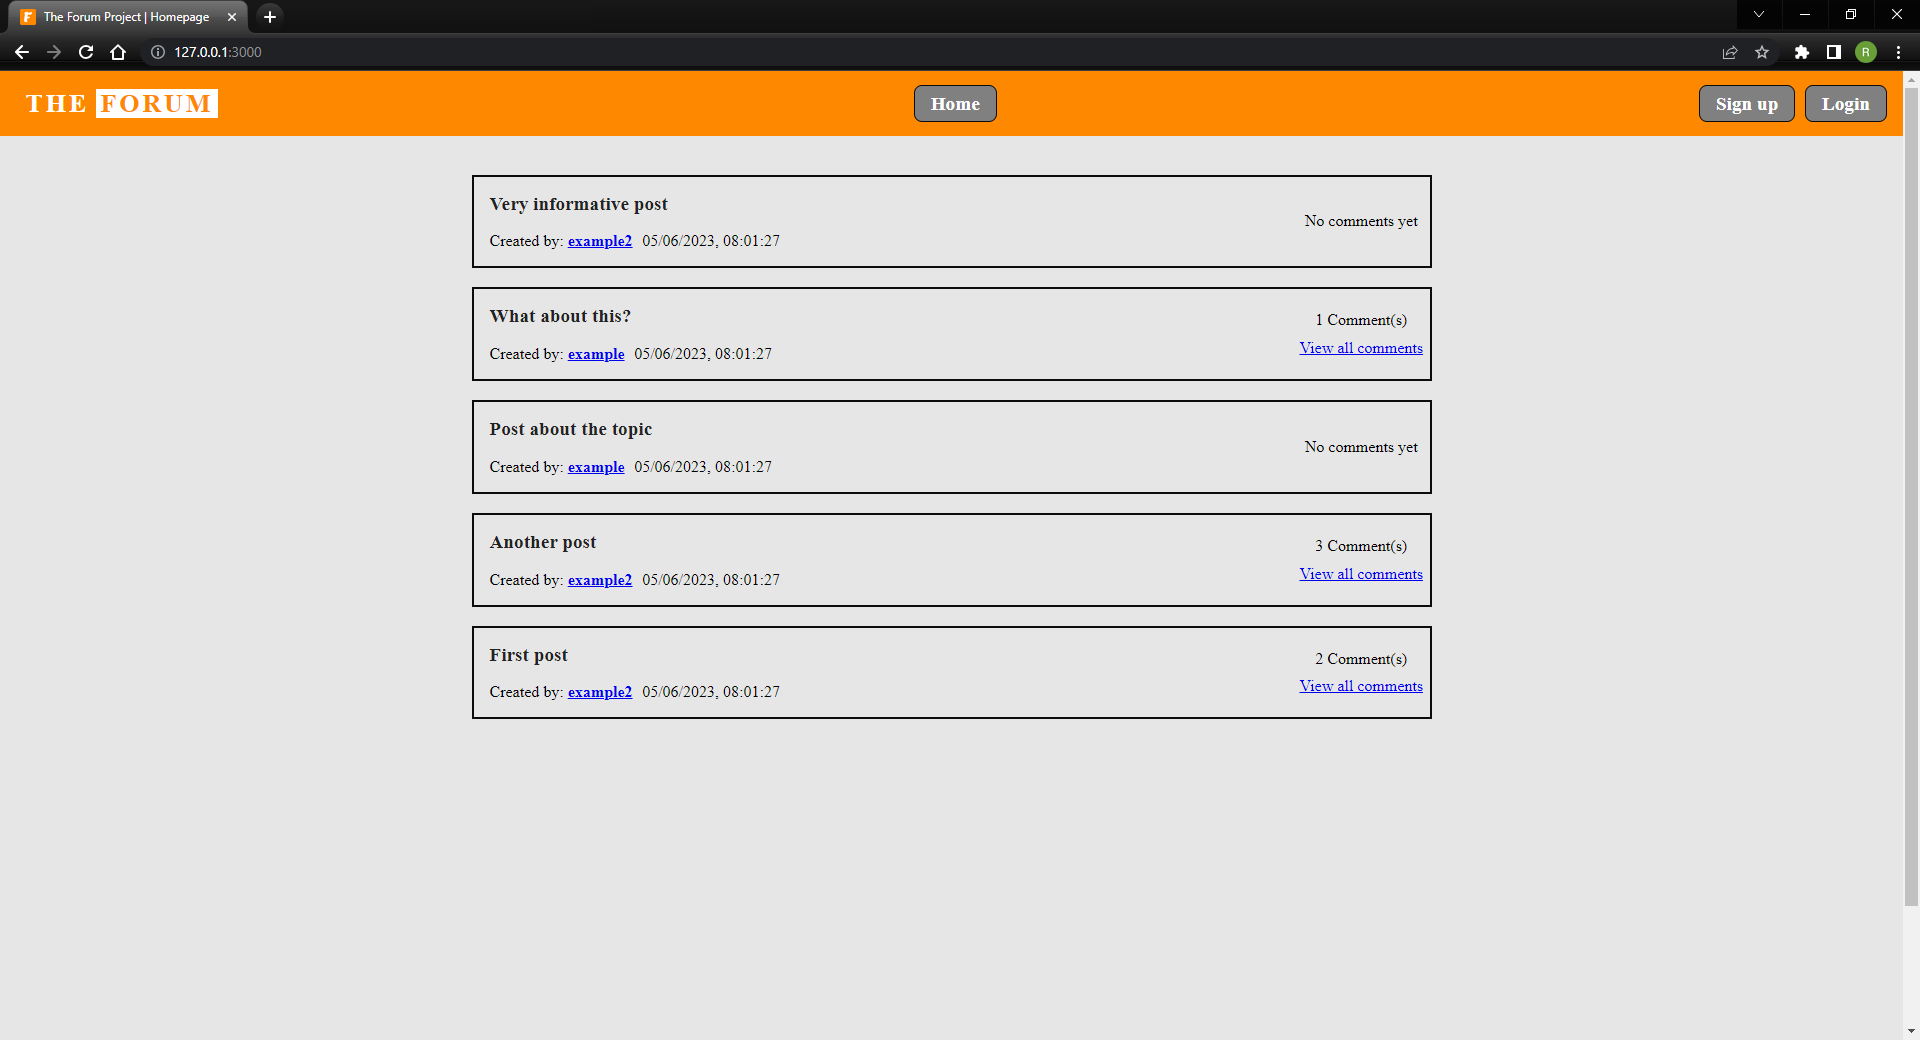 The Forum Project | Homepage
127.0.0.1:3000
R
THE FORUM
Home
Sign up
Login
Very informative post
Created by: example2 05/06/2023, 08:01:27
No comments yet
What about this?
Created by: example 05/06/2023, 08:01:27
1 Comment(s)
View all comments
Post about the topic
Created by: example 05/06/2023, 08:01:27
No comments yet
Another post
Created by: example2 05/06/2023, 08:01:27
3 Comment(s)
View all comments
First post
Created by: example2 05/06/2023, 08:01:27
2 Comment(s)
View all comments